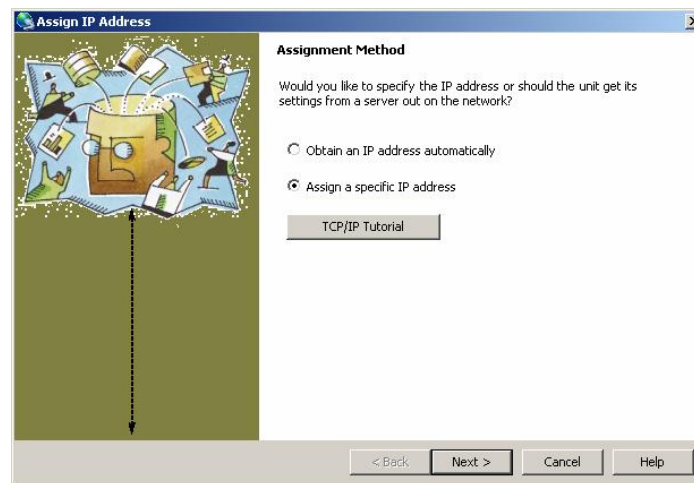 Assign IP Address
Assignment Method
Would you like to specify the IP address or should the unit get its
settings from a server out on the network?
Obtain an IP address automatically
Assign a specific IP address
TCP/IP Tutorial
< Back
Next >
Cancel
Help